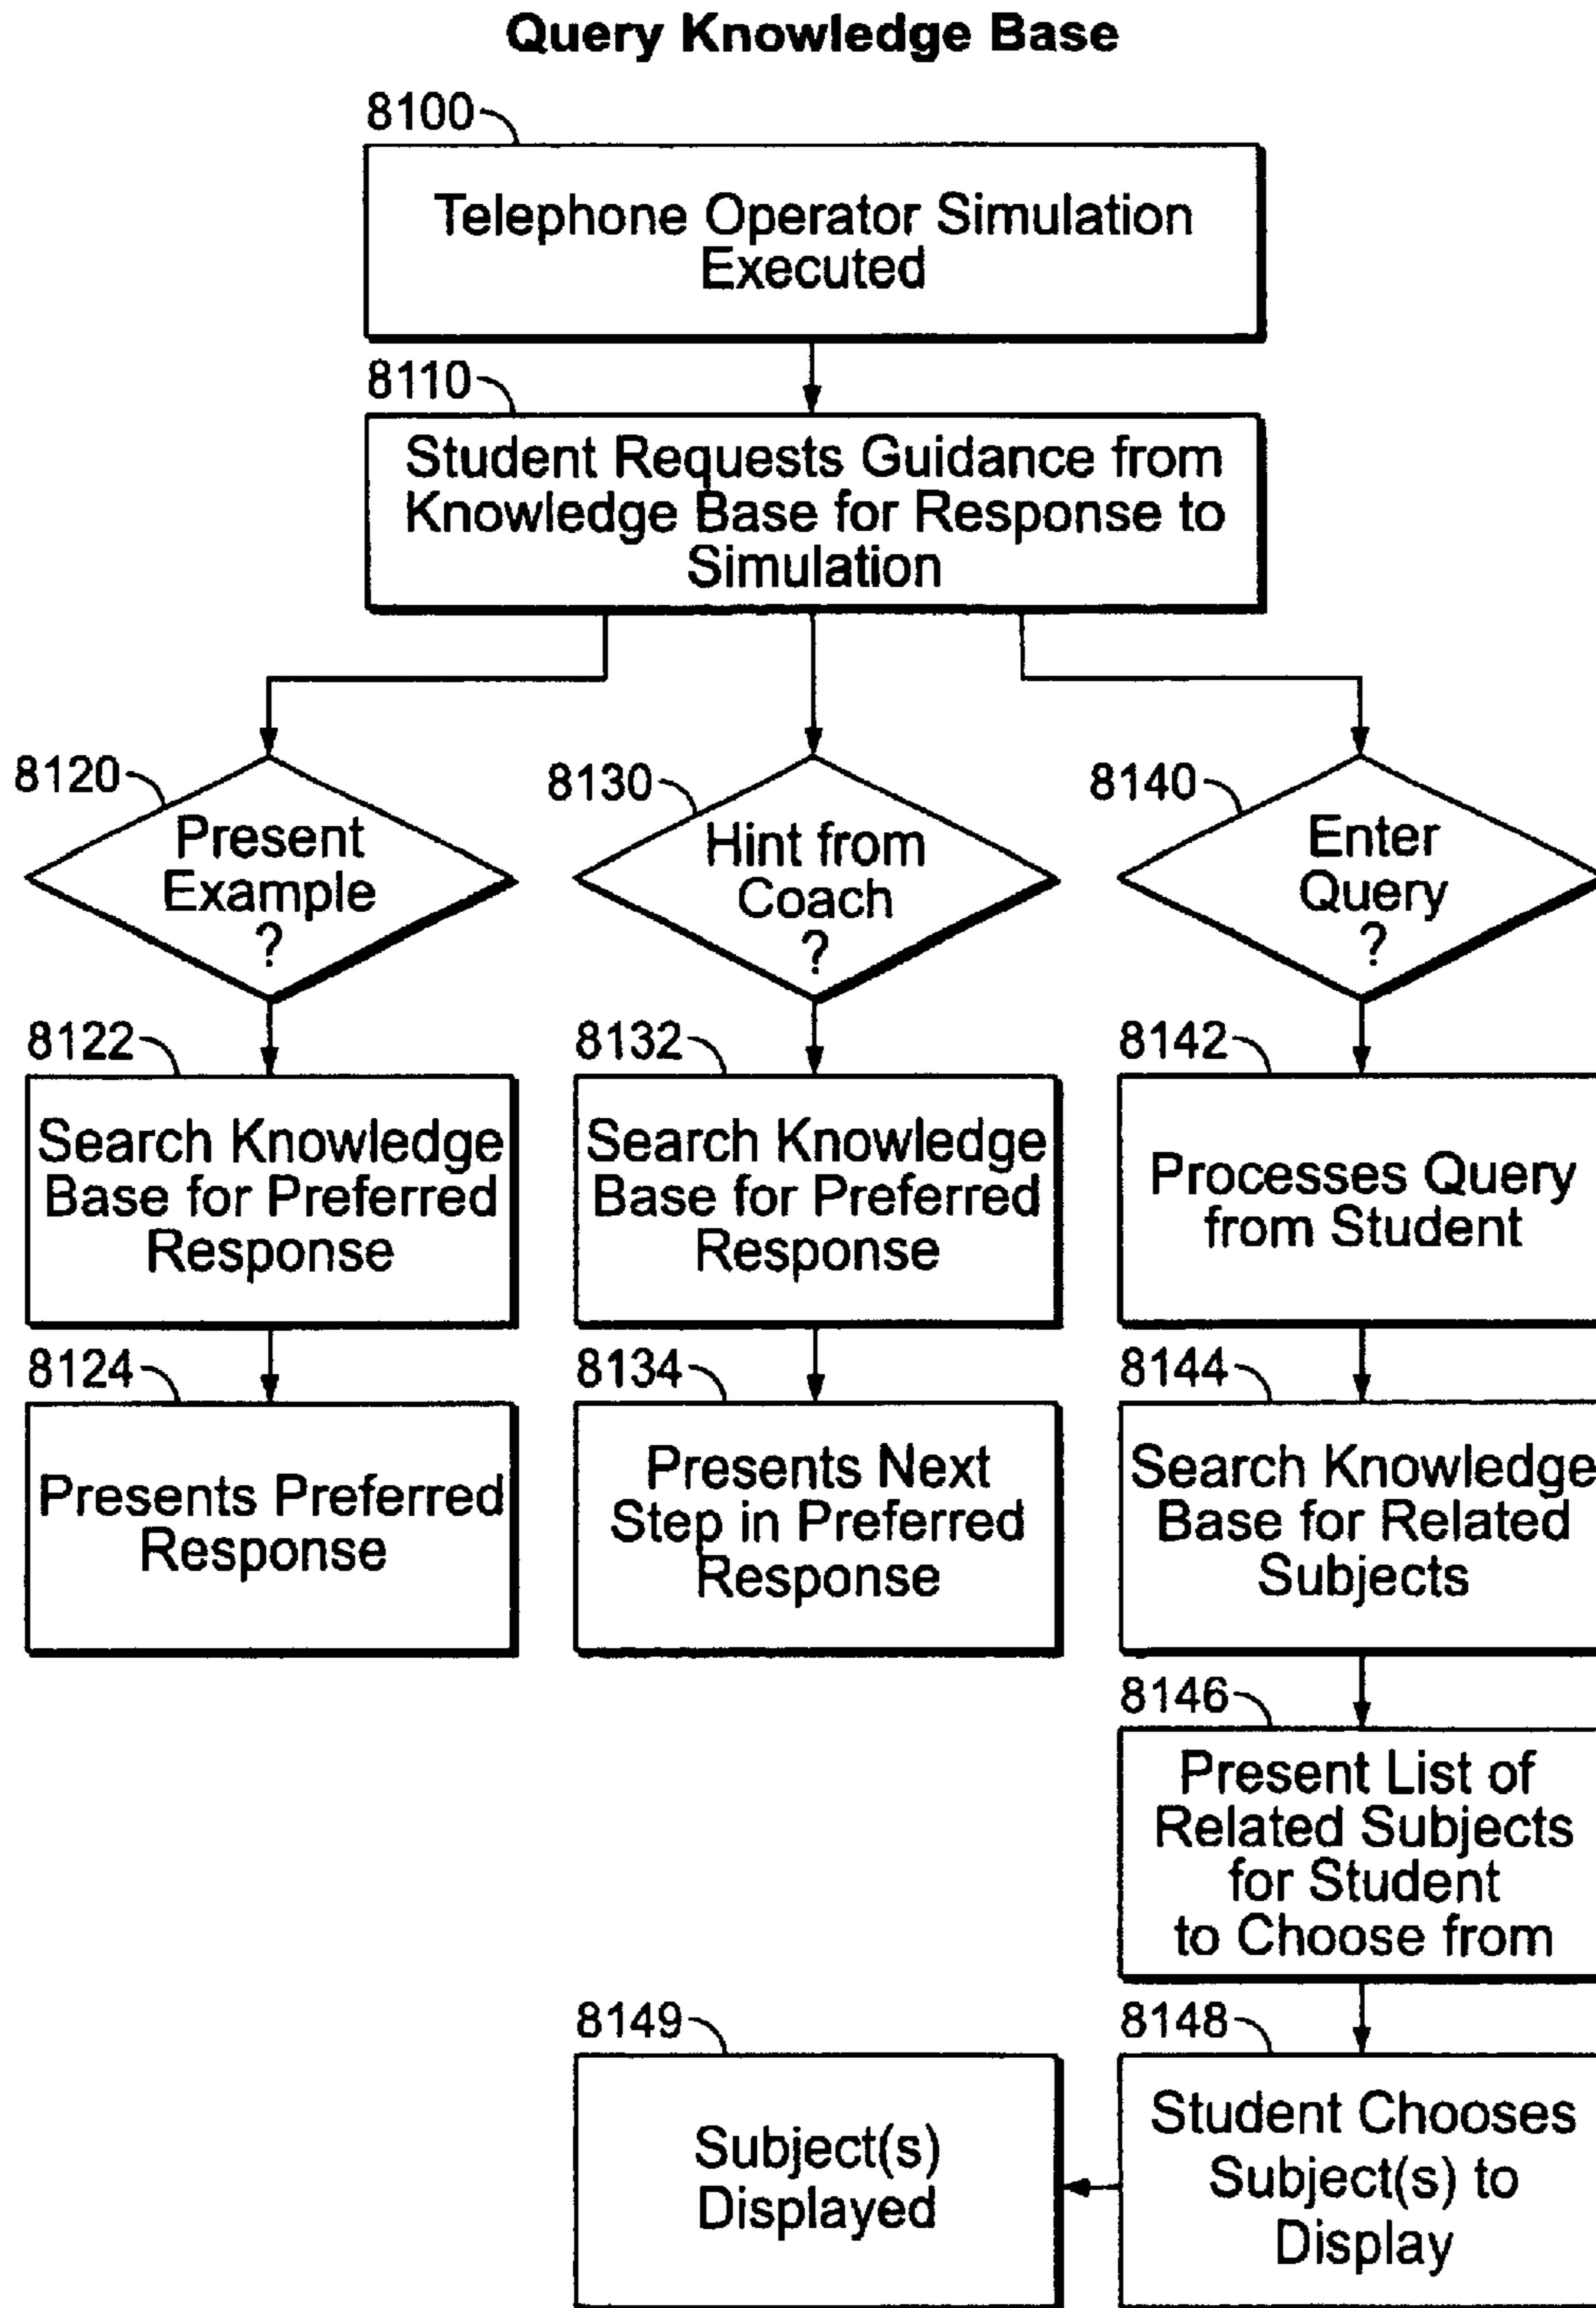 Query Knowledge Base
8100
Telephone Operator Simulation
Executed
8110
Student Requests Guidance from
Knowledge Base for Response to
Simulation
8120
Present
Example
?
8130
Hint from
Coach
?
8140
Enter
Query
?
8122
Search Knowledge
Base for Preferred
Response
8132
Search Knowledge
Base for Preferred
Response
8142
Processes Query
from Student
8124
Presents Preferred
Response
8134
Presents Next
Step in Preferred
Response
8144
Search Knowledge
Base for Related
Subjects
8146
Present List of
Related Subjects
for Student
to Choose from
8149
Subject(s)
Displayed
8148
Student Chooses
Subject(s) to
Display